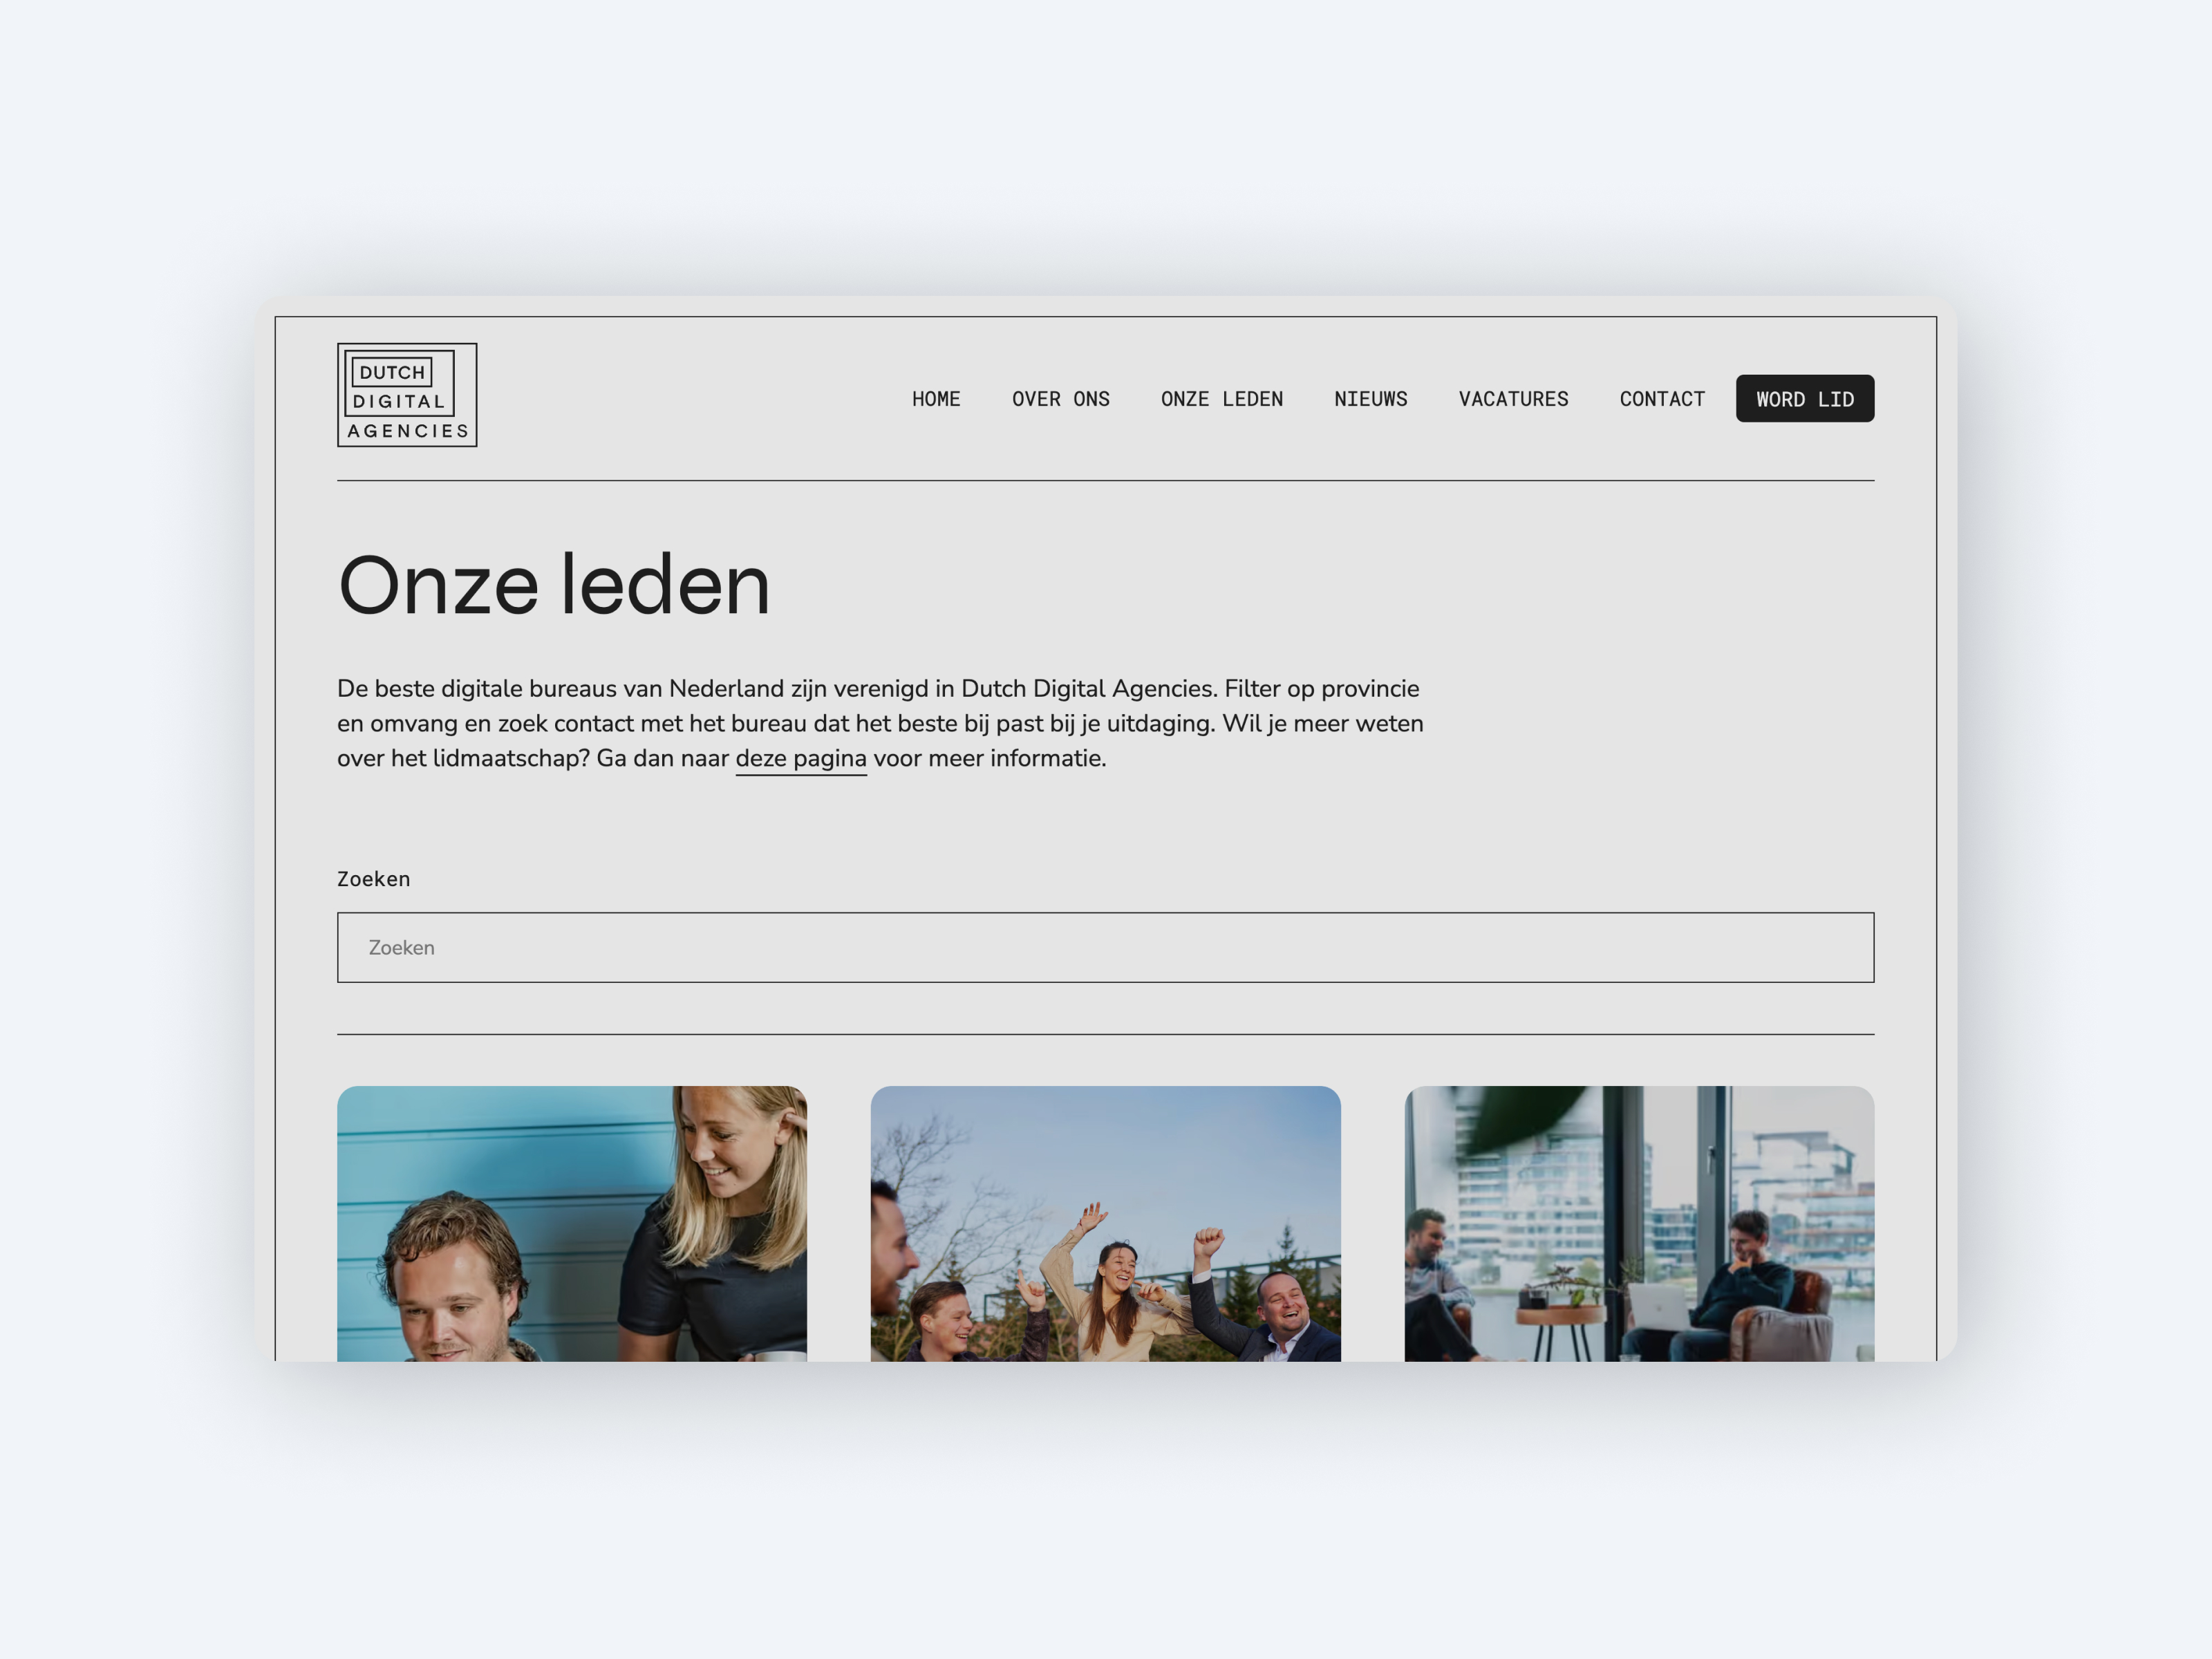 DUTCH
DIGITAL
AGENCIES
HOME OVER ONS ONZE LEDEN NIEUWS VACATURES CONTACT WORD LID
Onze leden
De beste digitale bureaus van Nederland zijn verenigd in Dutch Digital Agencies. Filter op provincie
en omvang en zoek contact met het bureau dat het beste bij past bij je uitdaging. Wil je meer weten
over het lidmaatschap? Ga dan naar deze pagina voor meer informatie.
Zoeken
Zoeken